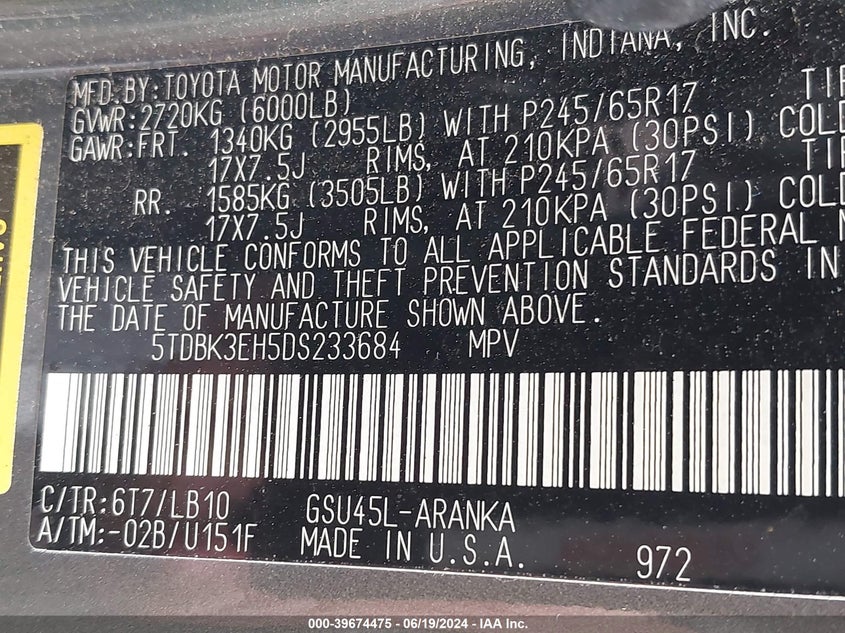 MFD.BY:TOYOTA MOTOR MANUFACTURING, INDIANA, INC.
GVWR:2720KG (6000LB)
GAWR:FRT. 1340KG (2955LB) WITH P245/65R17
17X7.5J RIMS, AT 210KPA (30PSI) COLD
RR. 1585KG (3505LB) WITH P245/65R17
17X7.5J RIMS, AT 210KPA (30PSI) COLD
THIS VEHICLE CONFORMS TO ALL APPLICABLE FEDERAL
VEHICLE SAFETY AND THEFT PREVENTION STANDARDS IN
THE DATE OF MANUFACTURE SHOWN ABOVE.
5TDBK3EH5DS233684 MPV
C/TR:6T7/LB10 GSU45L-ARANKA
A/TM:-02B/U151F MADE IN U.S.A.
972
000-39674475 - 06/19/2024 - IAA Inc.